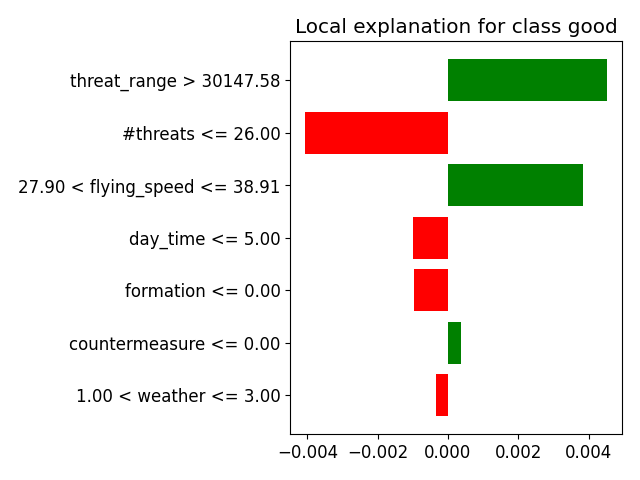 Local explanation for class good
threat_range > 30147.58
#threats <= 26.00
27.90 < flying_speed <= 38.91
day_time <= 5.00
formation <= 0.00
countermeasure <= 0.00
1.00 < weather <= 3.00
−0.004 −0.002 0.000 0.002 0.004